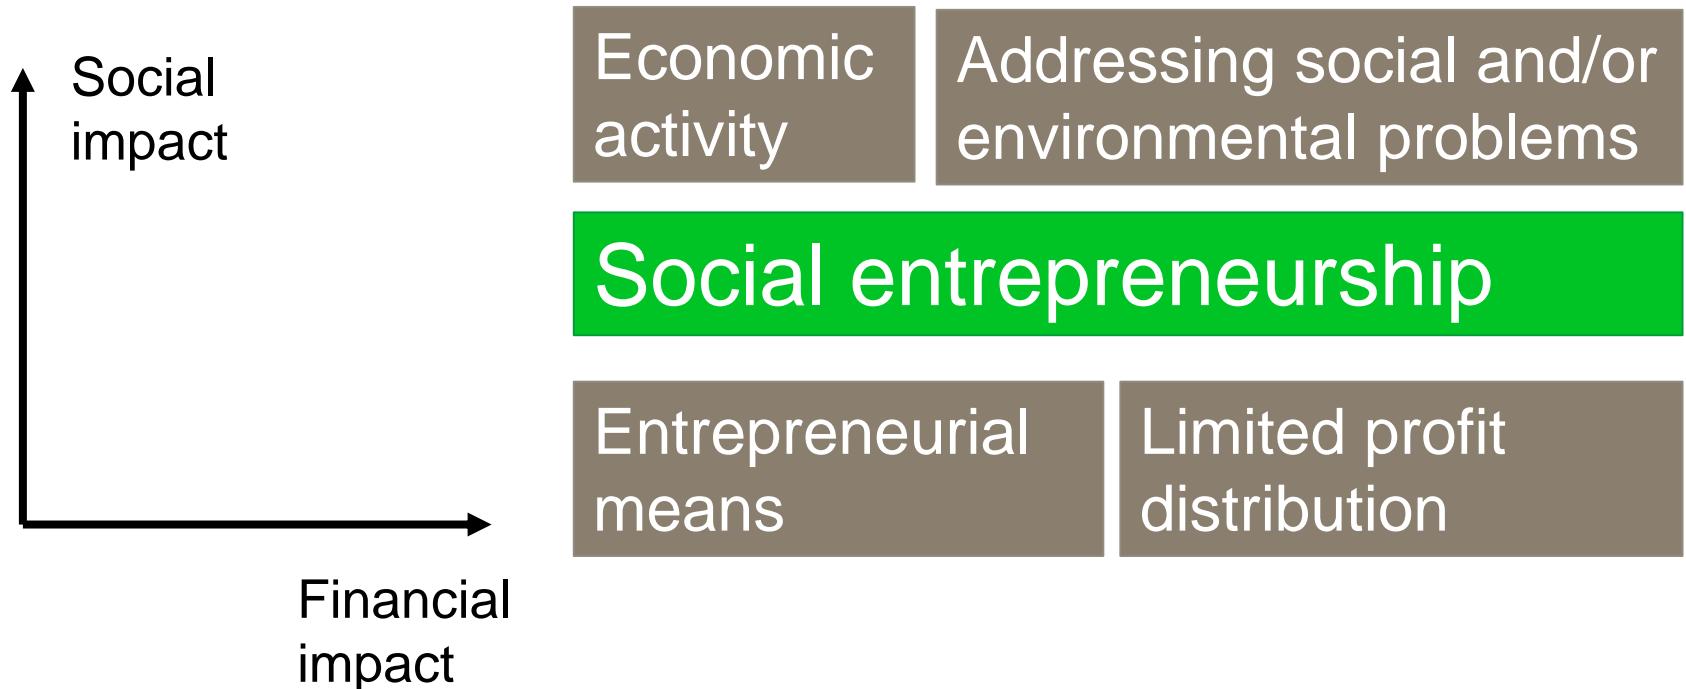 Social
impact
Financial
impact
Economic
activity
Addressing social and/or
environmental problems
Social entrepreneurship
Entrepreneurial
means
Limited profit
distribution